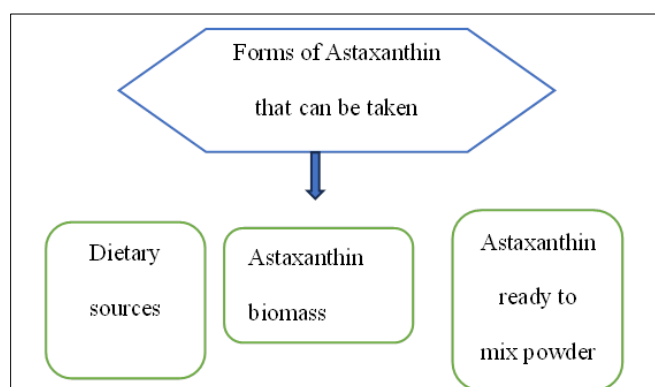 Forms of Astaxanthin
that can be taken
Dietary
sources
Astaxanthin
biomass
Astaxanthin
ready to
mix powder